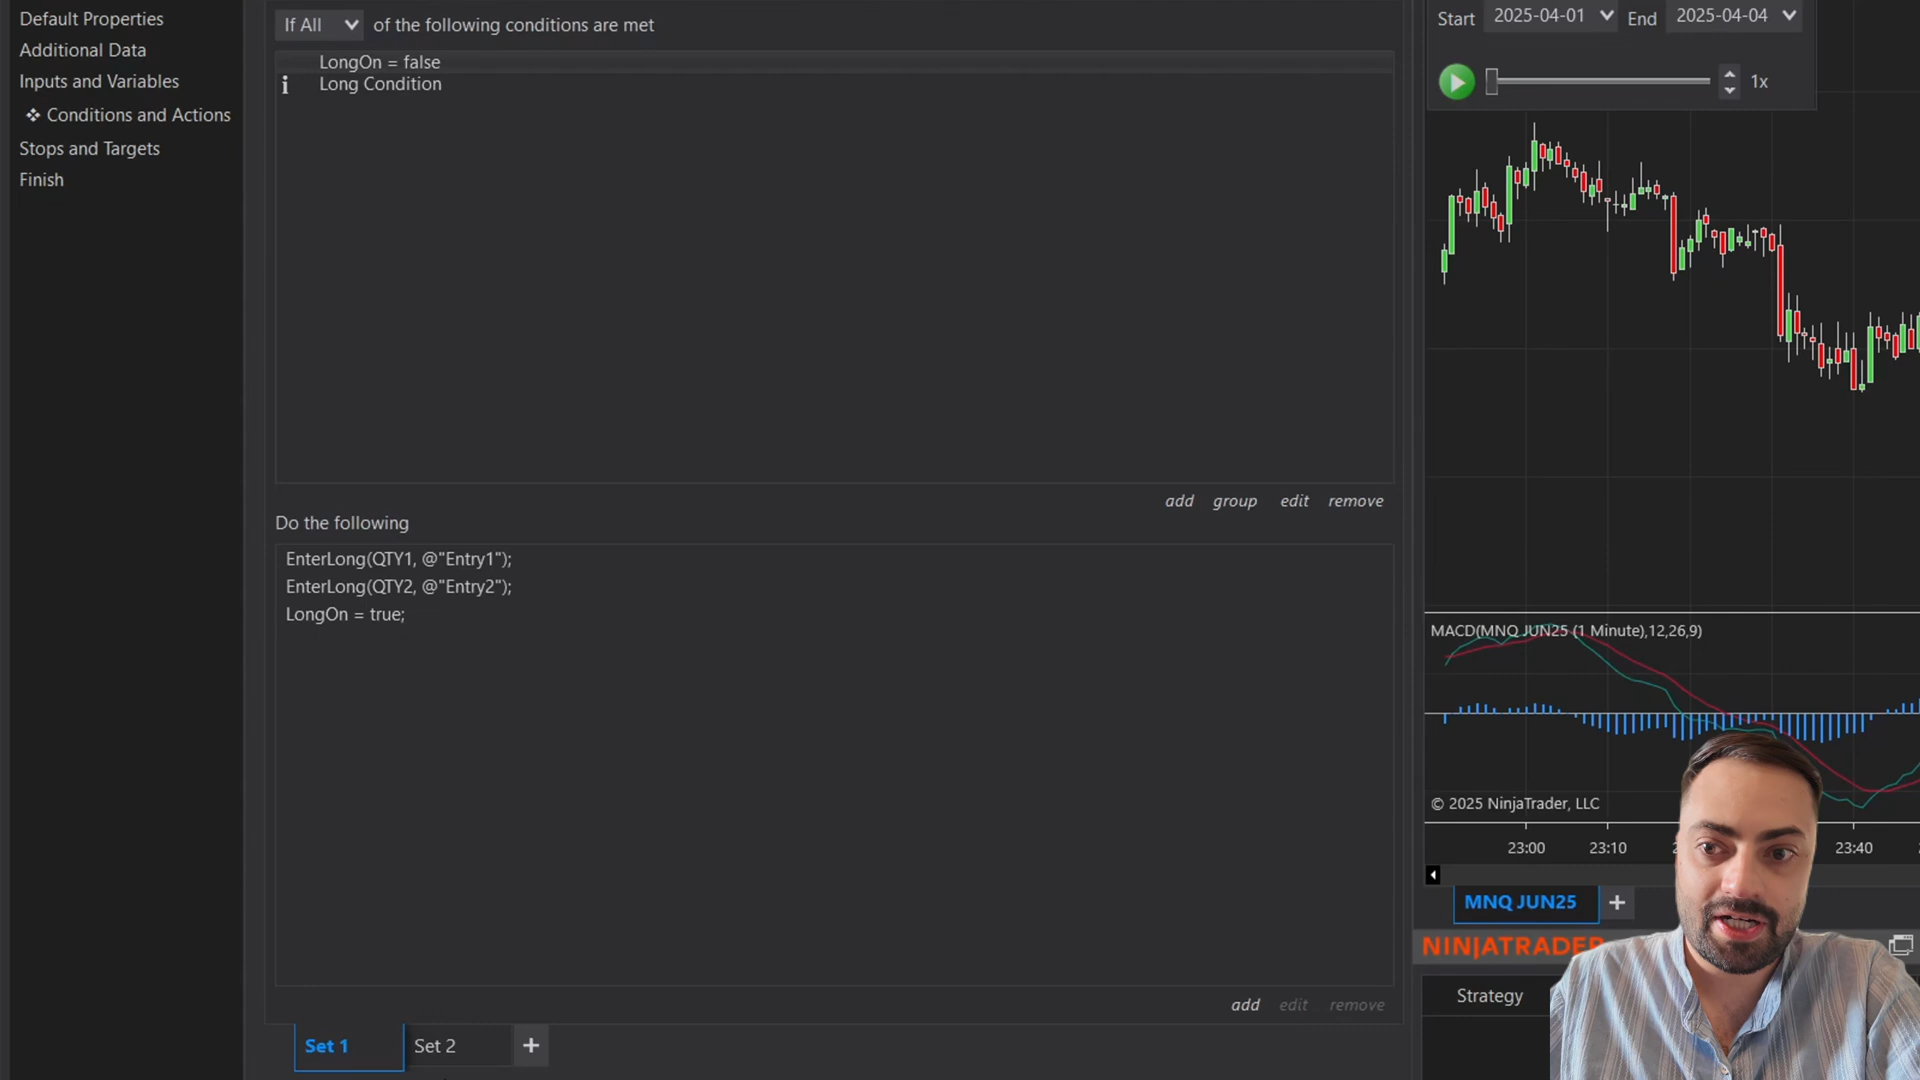 Default Properties
Additional Data
Inputs and Variables
Conditions and Actions
Stops and Targets
Finish
If All of the following conditions are met
LongOn = false
Long Condition
add group edit remove
Do the following
EnterLong(QTY1, @"Entry1");
EnterLong(QTY2, @"Entry2");
LongOn = true;
add edit remove
Set 1 Set 2 +
Start 2025-04-01 End 2025-04-04
1x
MACD(MNQ JUN25 (1 Minute),12,26,9)
© 2025 NinjaTrader, LLC
23:00 23:10 23:40
MNQ JUN25 +
NINJATRADER
Strategy